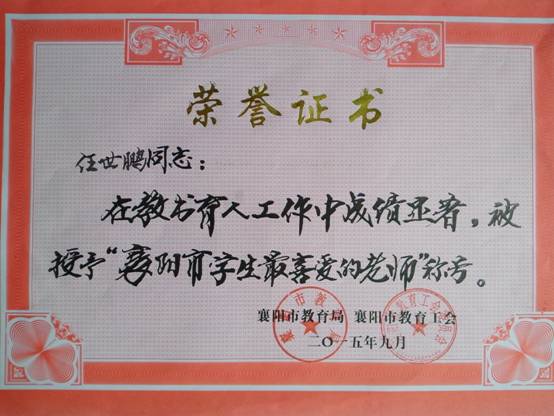 荣誉证书
任世鹏同志：
在教书育人工作中成绩显著，被
授予“襄阳市学生最喜爱的老师”称号。
襄阳市教育局 襄阳市教育工会
二〇一五年九月